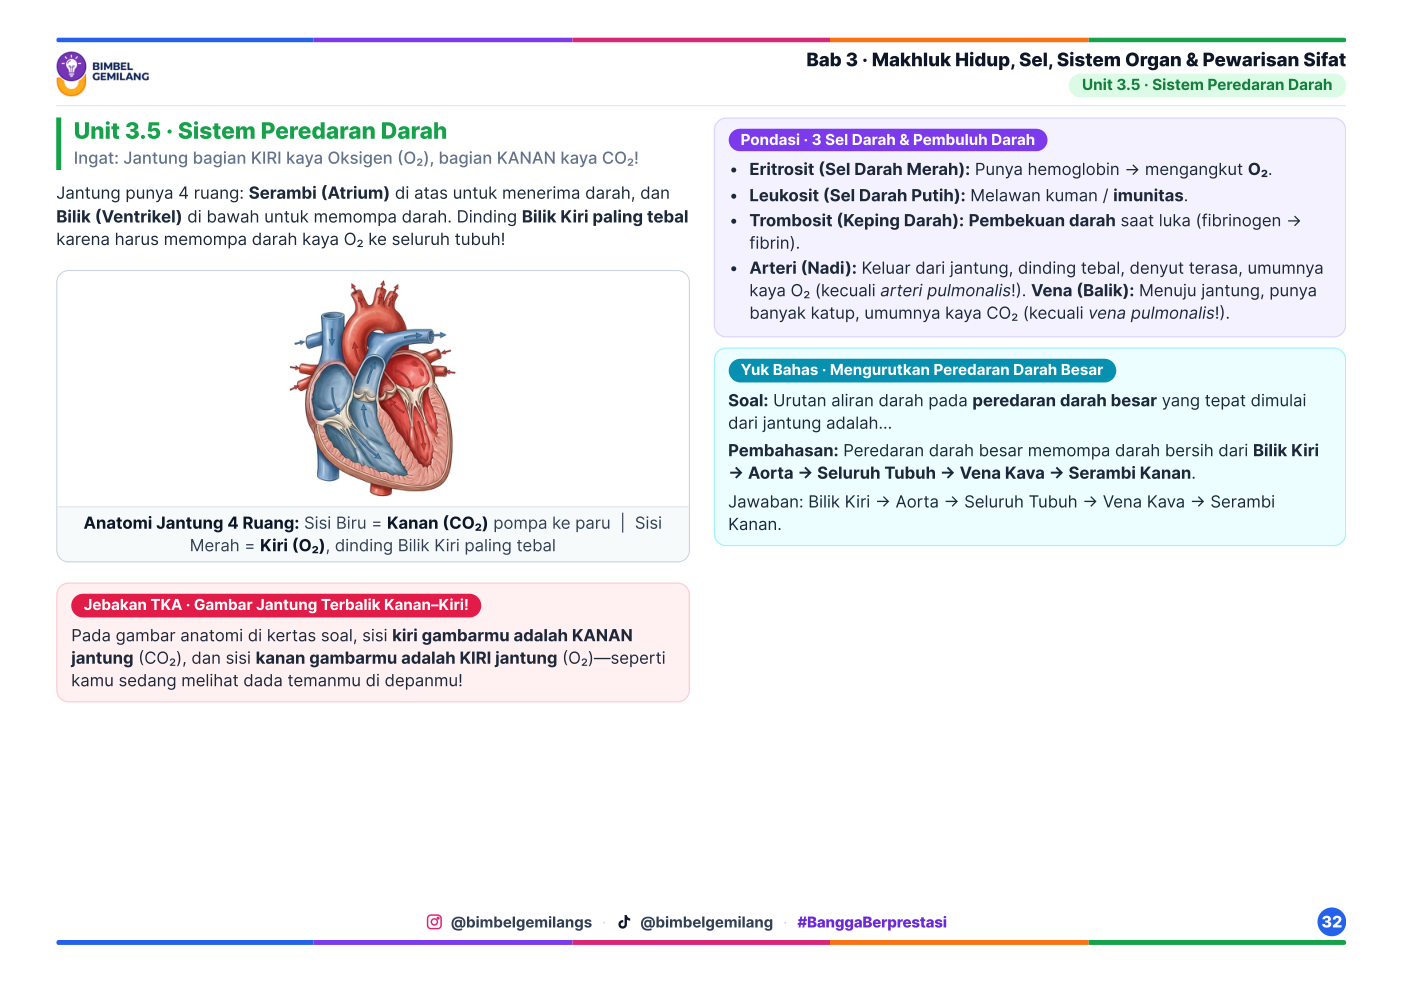 BIMBEL
GEMILANG
Bab 3 · Makhluk Hidup, Sel, Sistem Organ & Pewarisan Sifat
Unit 3.5 · Sistem Peredaran Darah
Unit 3.5 · Sistem Peredaran Darah
Ingat: Jantung bagian KIRI kaya Oksigen (O₂), bagian KANAN kaya CO₂!
Jantung punya 4 ruang: Serambi (Atrium) di atas untuk menerima darah, dan
Bilik (Ventrikel) di bawah untuk memompa darah. Dinding Bilik Kiri paling tebal
karena harus memompa darah kaya O₂ ke seluruh tubuh!
Anatomi Jantung 4 Ruang: Sisi Biru = Kanan (CO₂) pompa ke paru | Sisi
Merah = Kiri (O₂), dinding Bilik Kiri paling tebal
Jebakan TKA · Gambar Jantung Terbalik Kanan–Kiri!
Pada gambar anatomi di kertas soal, sisi kiri gambarmu adalah KANAN
jantung (CO₂), dan sisi kanan gambarmu adalah KIRI jantung (O₂)—seperti
kamu sedang melihat dada temanmu di depanmu!
Pondasi · 3 Sel Darah & Pembuluh Darah
• Eritrosit (Sel Darah Merah): Punya hemoglobin → mengangkut O₂.
• Leukosit (Sel Darah Putih): Melawan kuman / imunitas.
• Trombosit (Keping Darah): Pembekuan darah saat luka (fibrinogen →
fibrin).
• Arteri (Nadi): Keluar dari jantung, dinding tebal, denyut terasa, umumnya
kaya O₂ (kecuali arteri pulmonalis!). Vena (Balik): Menuju jantung, punya
banyak katup, umumnya kaya CO₂ (kecuali vena pulmonalis!).
Yuk Bahas · Mengurutkan Peredaran Darah Besar
Soal: Urutan aliran darah pada peredaran darah besar yang tepat dimulai
dari jantung adalah...
Pembahasan: Peredaran darah besar memompa darah bersih dari Bilik Kiri
→ Aorta → Seluruh Tubuh → Vena Kava → Serambi Kanan.
Jawaban: Bilik Kiri → Aorta → Seluruh Tubuh → Vena Kava → Serambi
Kanan.
@bimbelgemilangs · @bimbelgemilang · #BanggaBerprestasi
32